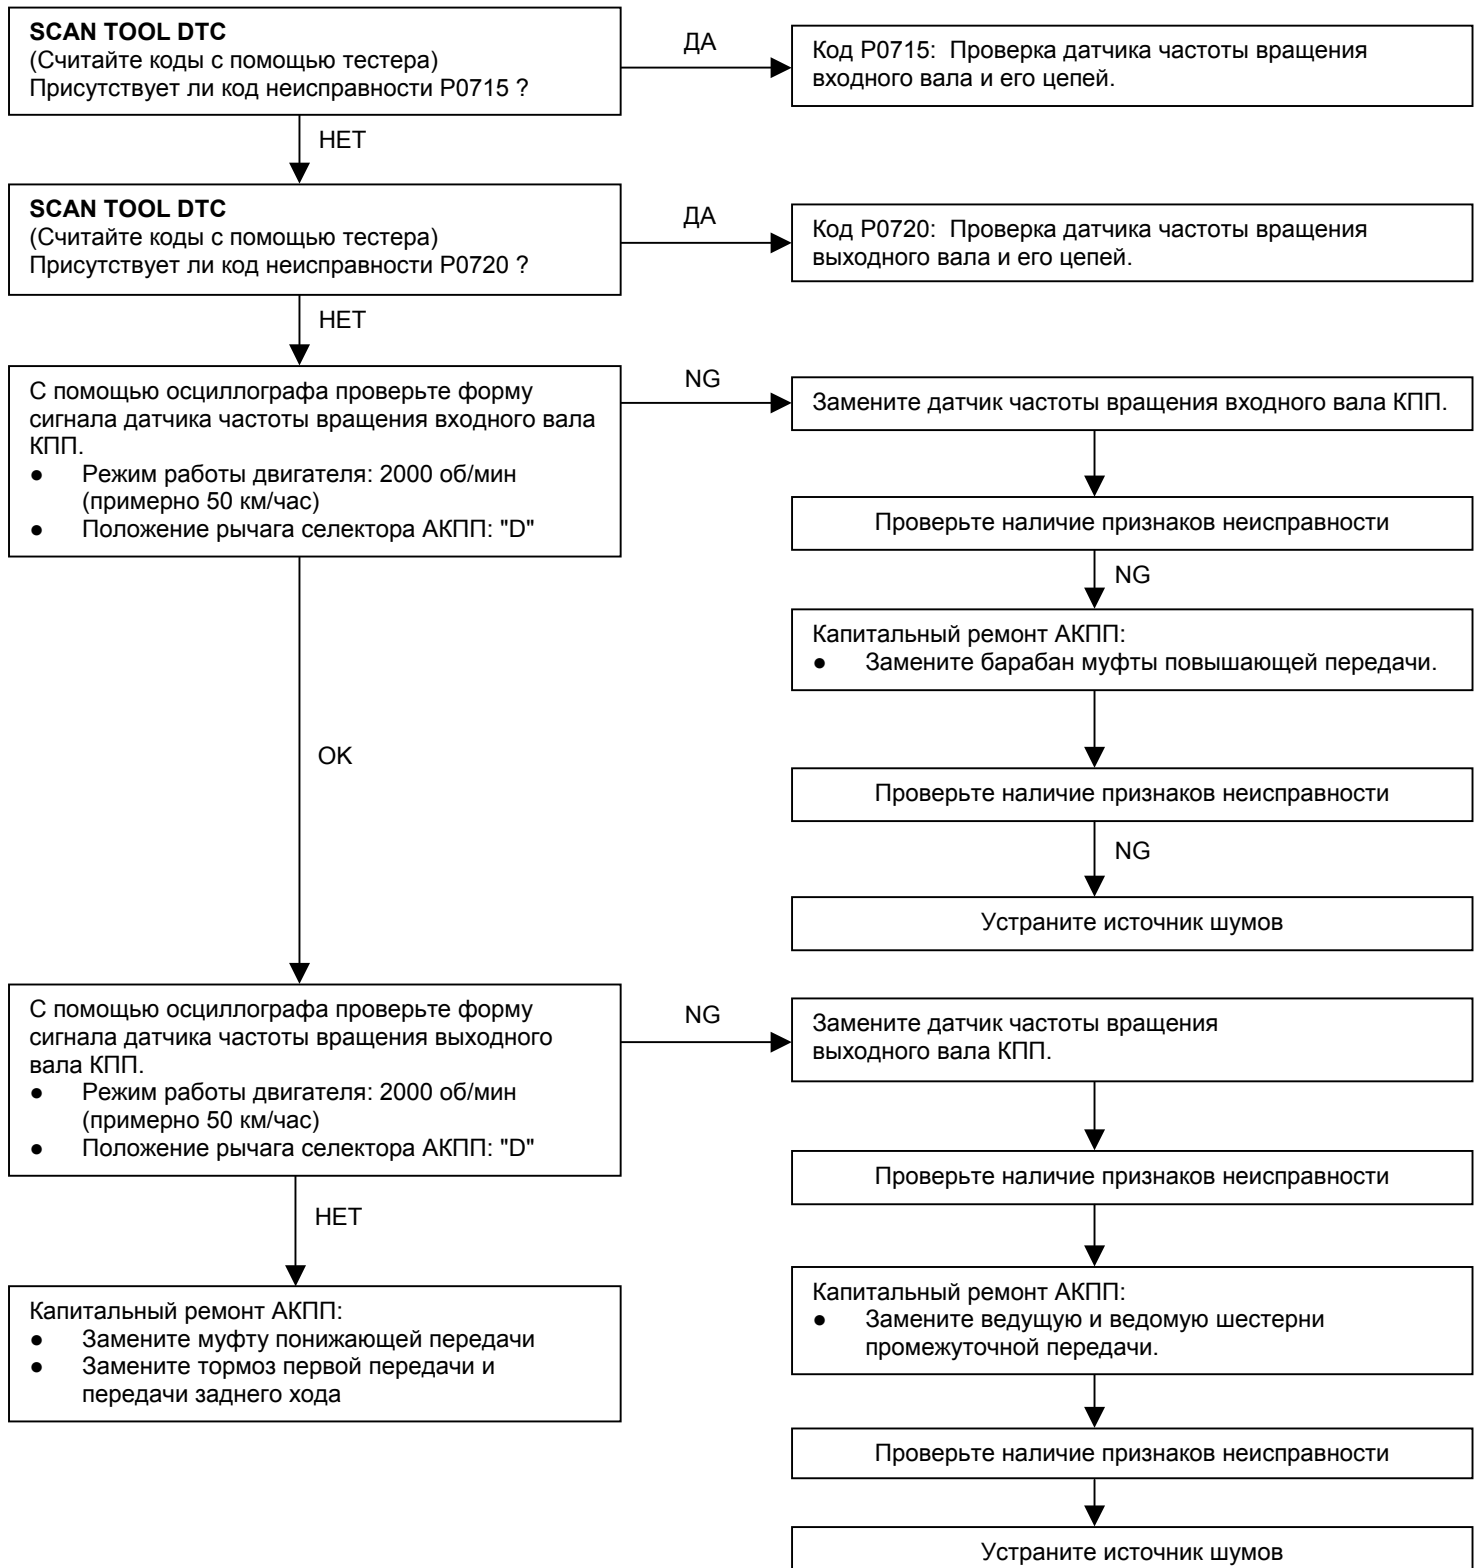 SCAN TOOL DTC
(Считайте коды с помощью тестера)
Присутствует ли код неисправности P0715 ?
ДА
Код P0715:  Проверка датчика частоты вращения
входного вала и его цепей.
НЕТ
SCAN TOOL DTC
(Считайте коды с помощью тестера)
Присутствует ли код неисправности P0720 ?
ДА
Код P0720:  Проверка датчика частоты вращения
выходного вала и его цепей.
НЕТ
С помощью осциллографа проверьте форму
сигнала датчика частоты вращения входного вала
КПП.
● Режим работы двигателя: 2000 об/мин
(примерно 50 км/час)
● Положение рычага селектора АКПП: "D"
NG
Замените датчик частоты вращения входного вала КПП.
Проверьте наличие признаков неисправности
NG
Капитальный ремонт АКПП:
● Замените барабан муфты повышающей передачи.
Проверьте наличие признаков неисправности
NG
Устраните источник шумов
OK
С помощью осциллографа проверьте форму
сигнала датчика частоты вращения выходного
вала КПП.
● Режим работы двигателя: 2000 об/мин
(примерно 50 км/час)
● Положение рычага селектора АКПП: "D"
NG
Замените датчик частоты вращения
выходного вала КПП.
Проверьте наличие признаков неисправности
Капитальный ремонт АКПП:
● Замените ведущую и ведомую шестерни
промежуточной передачи.
Проверьте наличие признаков неисправности
Устраните источник шумов
НЕТ
Капитальный ремонт АКПП:
● Замените муфту понижающей передачи
● Замените тормоз первой передачи и
передачи заднего хода